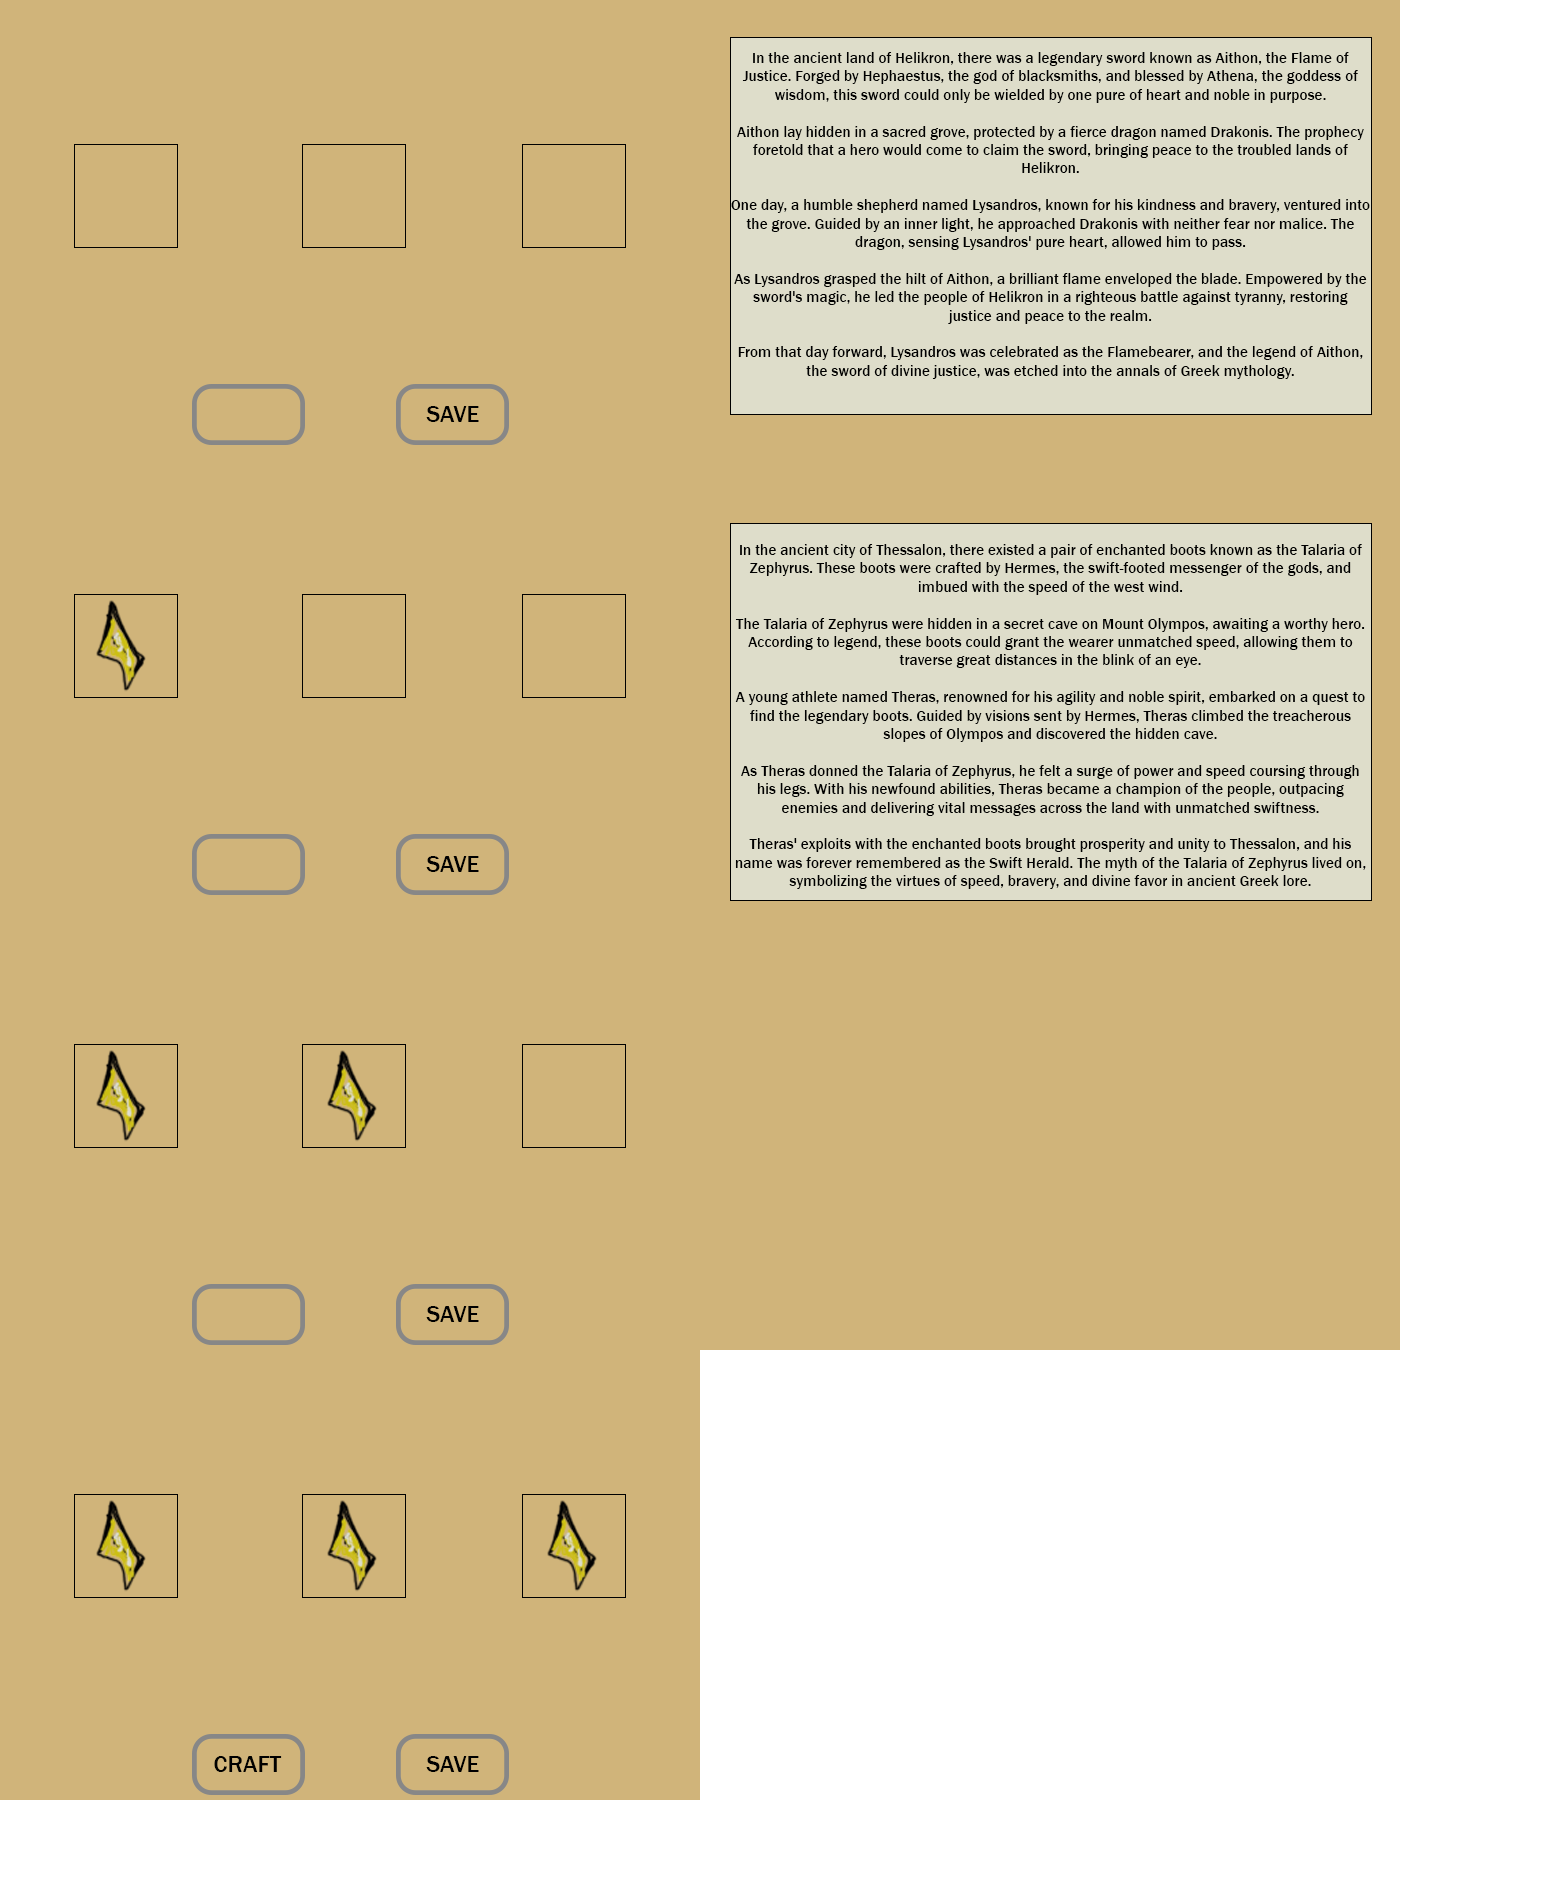 In the ancient land of Helikron, there was a legendary sword known as Aithon, the Flame of
Justice. Forged by Hephaestus, the god of blacksmiths, and blessed by Athena, the goddess of
wisdom, this sword could only be wielded by one pure of heart and noble in purpose.
Aithon lay hidden in a sacred grove, protected by a fierce dragon named Drakonis. The prophecy
foretold that a hero would come to claim the sword, bringing peace to the troubled lands of
Helikron.
One day, a humble shepherd named Lysandros, known for his kindness and bravery, ventured into
the grove. Guided by an inner light, he approached Drakonis with neither fear nor malice. The
dragon, sensing Lysandros' pure heart, allowed him to pass.
As Lysandros grasped the hilt of Aithon, a brilliant flame enveloped the blade. Empowered by the
sword's magic, he led the people of Helikron in a righteous battle against tyranny, restoring
justice and peace to the realm.
From that day forward, Lysandros was celebrated as the Flamebearer, and the legend of Aithon,
the sword of divine justice, was etched into the annals of Greek mythology.
SAVE
In the ancient city of Thessalon, there existed a pair of enchanted boots known as the Talaria of
Zephyrus. These boots were crafted by Hermes, the swift-footed messenger of the gods, and
imbued with the speed of the west wind.
The Talaria of Zephyrus were hidden in a secret cave on Mount Olympos, awaiting a worthy hero.
According to legend, these boots could grant the wearer unmatched speed, allowing them to
traverse great distances in the blink of an eye.
A young athlete named Theras, renowned for his agility and noble spirit, embarked on a quest to
find the legendary boots. Guided by visions sent by Hermes, Theras climbed the treacherous
slopes of Olympos and discovered the hidden cave.
As Theras donned the Talaria of Zephyrus, he felt a surge of power and speed coursing through
his legs. With his newfound abilities, Theras became a champion of the people, outpacing
enemies and delivering vital messages across the land with unmatched swiftness.
Theras' exploits with the enchanted boots brought prosperity and unity to Thessalon, and his
name was forever remembered as the Swift Herald. The myth of the Talaria of Zephyrus lived on,
symbolizing the virtues of speed, bravery, and divine favor in ancient Greek lore.
SAVE
SAVE
CRAFT SAVE